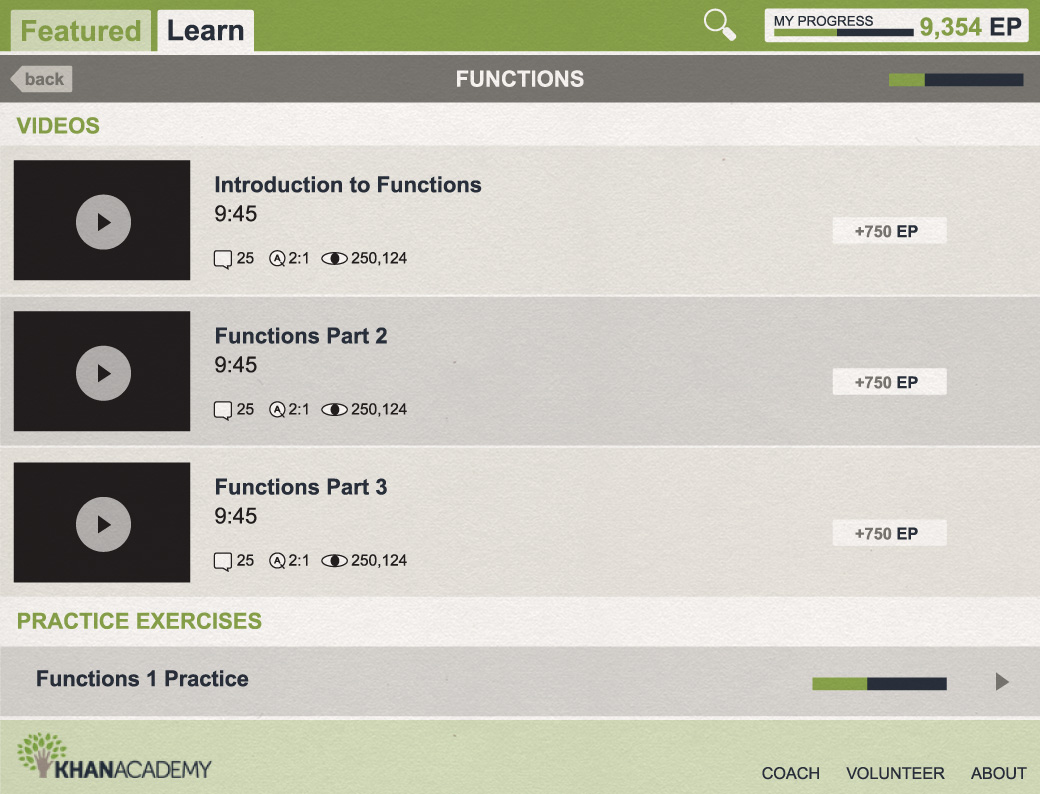 Featured
Learn
MY PROGRESS
9,354 EP
back
FUNCTIONS
VIDEOS
Introduction to Functions
9:45
25 A 2:1 250,124
+750 EP
Functions Part 2
9:45
25 A 2:1 250,124
+750 EP
Functions Part 3
9:45
25 A 2:1 250,124
+750 EP
PRACTICE EXERCISES
Functions 1 Practice
KHANACADEMY
COACH VOLUNTEER ABOUT